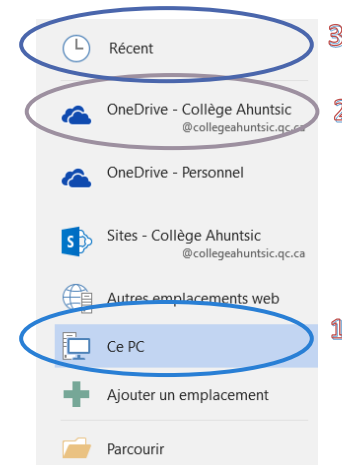 Récent
3
OneDrive - Collège Ahuntsic
@collegeahuntsic.qc.ca
2
OneDrive - Personnel
Sites - Collège Ahuntsic
@collegeahuntsic.qc.ca
Autres emplacements web
Ce PC
1
Ajouter un emplacement
Parcourir